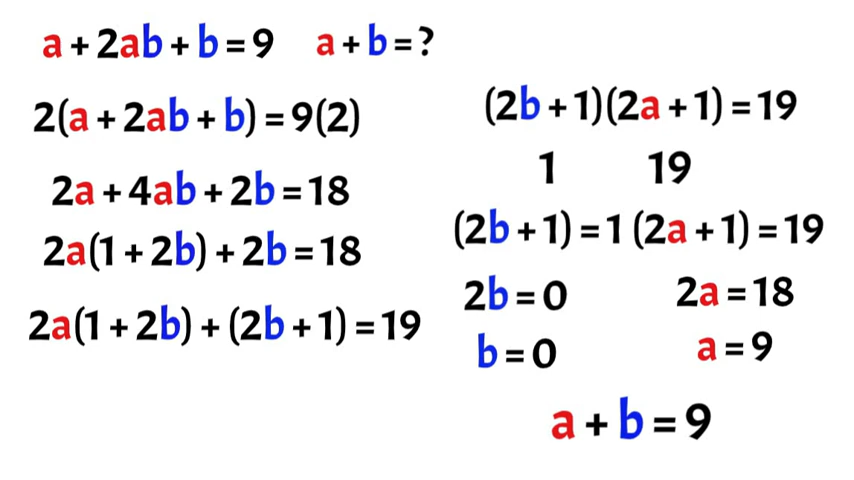 a + 2ab + b = 9 a + b = ?
2(a + 2ab + b) = 9(2)
2a + 4ab + 2b = 18
2a(1 + 2b) + 2b = 18
2a(1 + 2b) + (2b + 1) = 19
(2b + 1)(2a + 1) = 19
1 19
(2b + 1) = 1 (2a + 1) = 19
2b = 0 2a = 18
b = 0 a = 9
a + b = 9